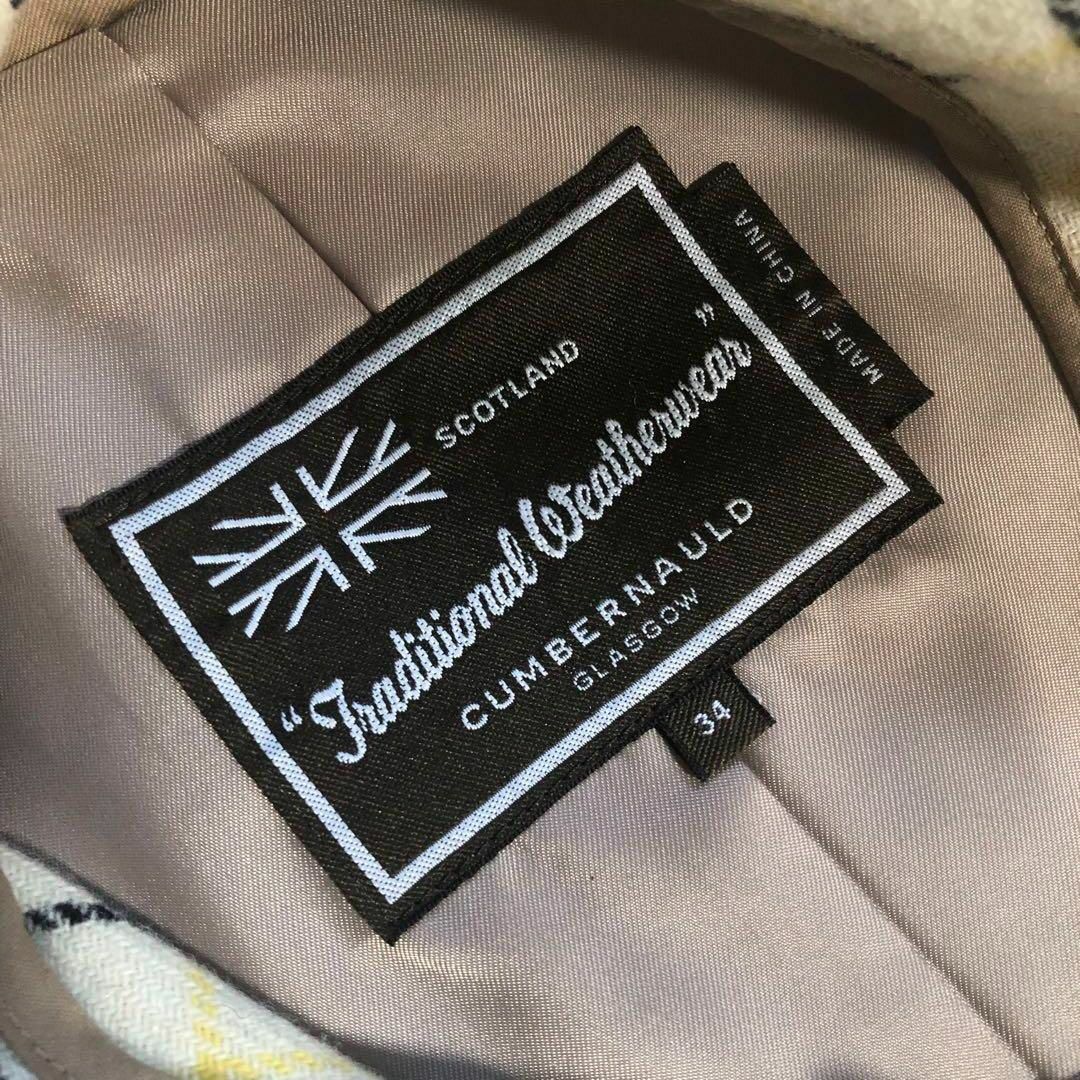 SCOTLAND
"Traditional Weatherwear"
CUMBERNAULD
GLASGOW
34
MADE IN CHINA